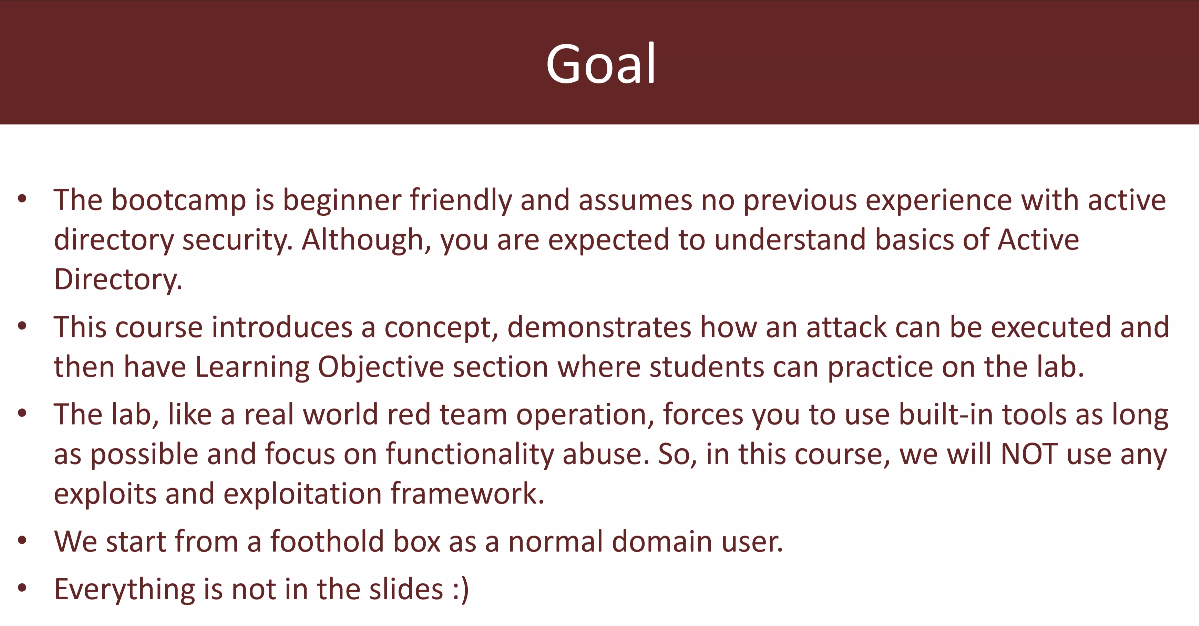 Goal
• The bootcamp is beginner friendly and assumes no previous experience with active
directory security. Although, you are expected to understand basics of Active
Directory.
• This course introduces a concept, demonstrates how an attack can be executed and
then have Learning Objective section where students can practice on the lab.
• The lab, like a real world red team operation, forces you to use built-in tools as long
as possible and focus on functionality abuse. So, in this course, we will NOT use any
exploits and exploitation framework.
• We start from a foothold box as a normal domain user.
• Everything is not in the slides :)